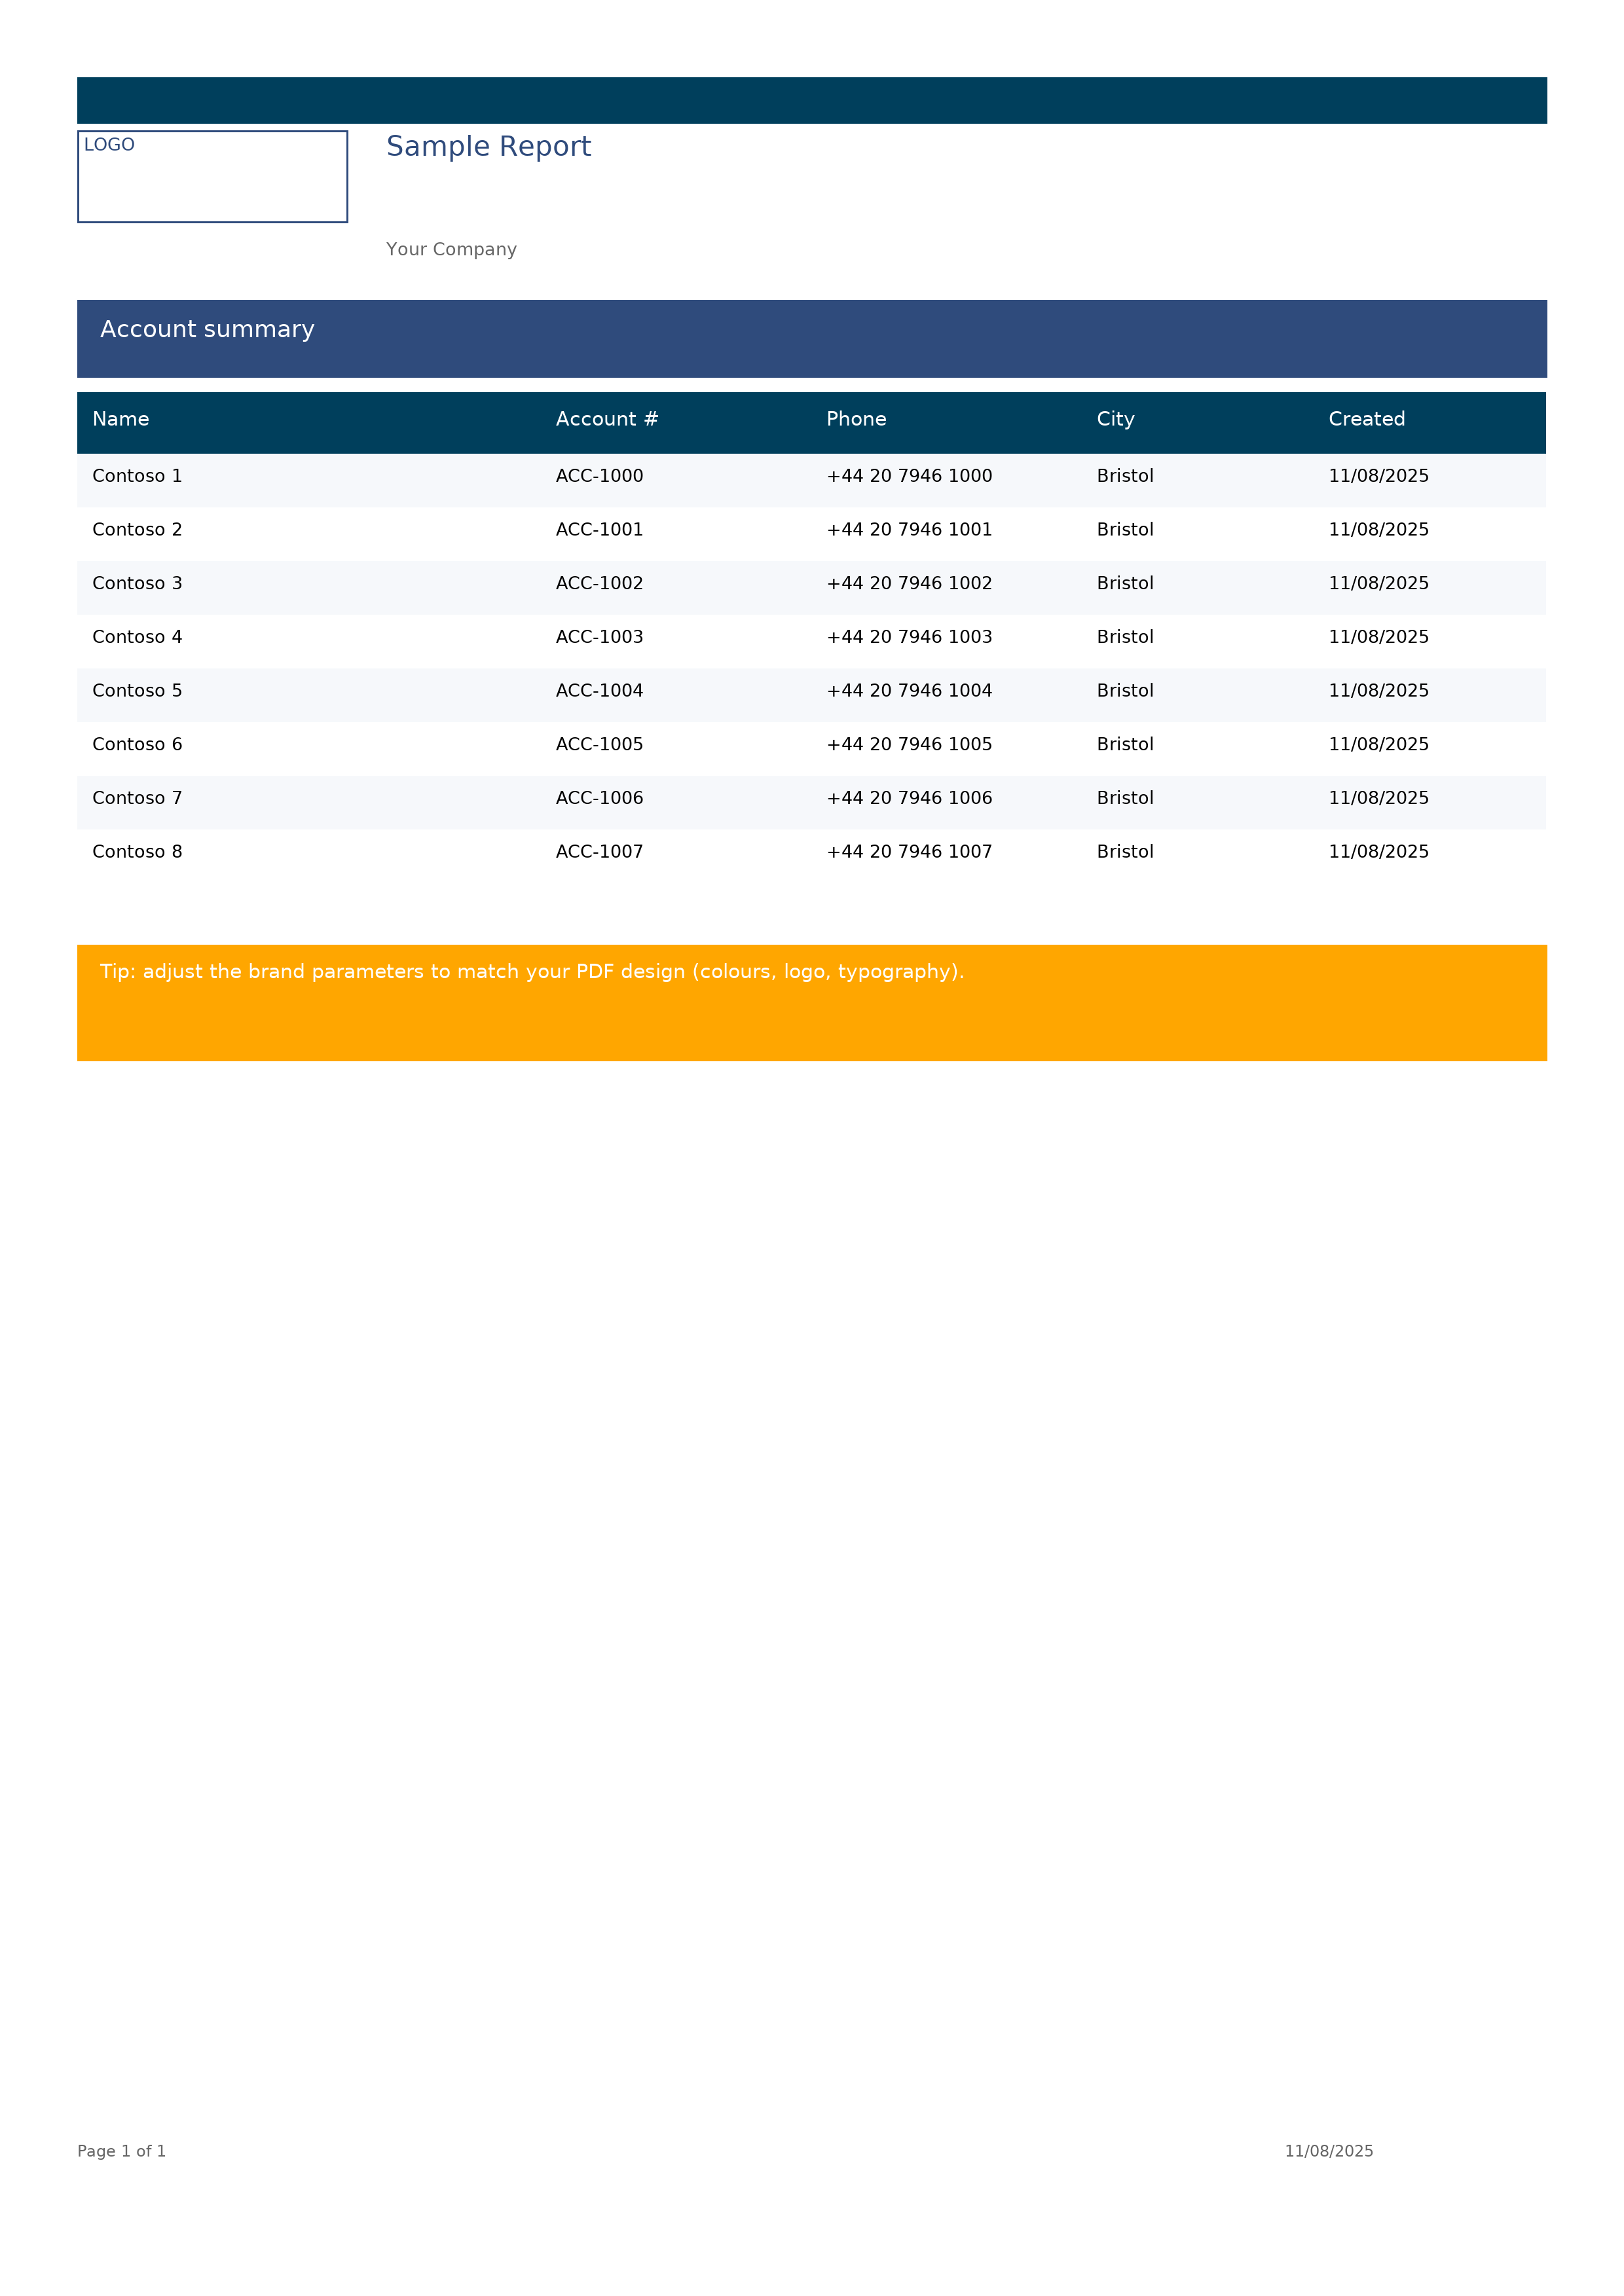 LOGO
Sample Report
Your Company
Account summary
Name Account # Phone City Created
Contoso 1 ACC-1000 +44 20 7946 1000 Bristol 11/08/2025
Contoso 2 ACC-1001 +44 20 7946 1001 Bristol 11/08/2025
Contoso 3 ACC-1002 +44 20 7946 1002 Bristol 11/08/2025
Contoso 4 ACC-1003 +44 20 7946 1003 Bristol 11/08/2025
Contoso 5 ACC-1004 +44 20 7946 1004 Bristol 11/08/2025
Contoso 6 ACC-1005 +44 20 7946 1005 Bristol 11/08/2025
Contoso 7 ACC-1006 +44 20 7946 1006 Bristol 11/08/2025
Contoso 8 ACC-1007 +44 20 7946 1007 Bristol 11/08/2025
Tip: adjust the brand parameters to match your PDF design (colours, logo, typography).
Page 1 of 1 11/08/2025